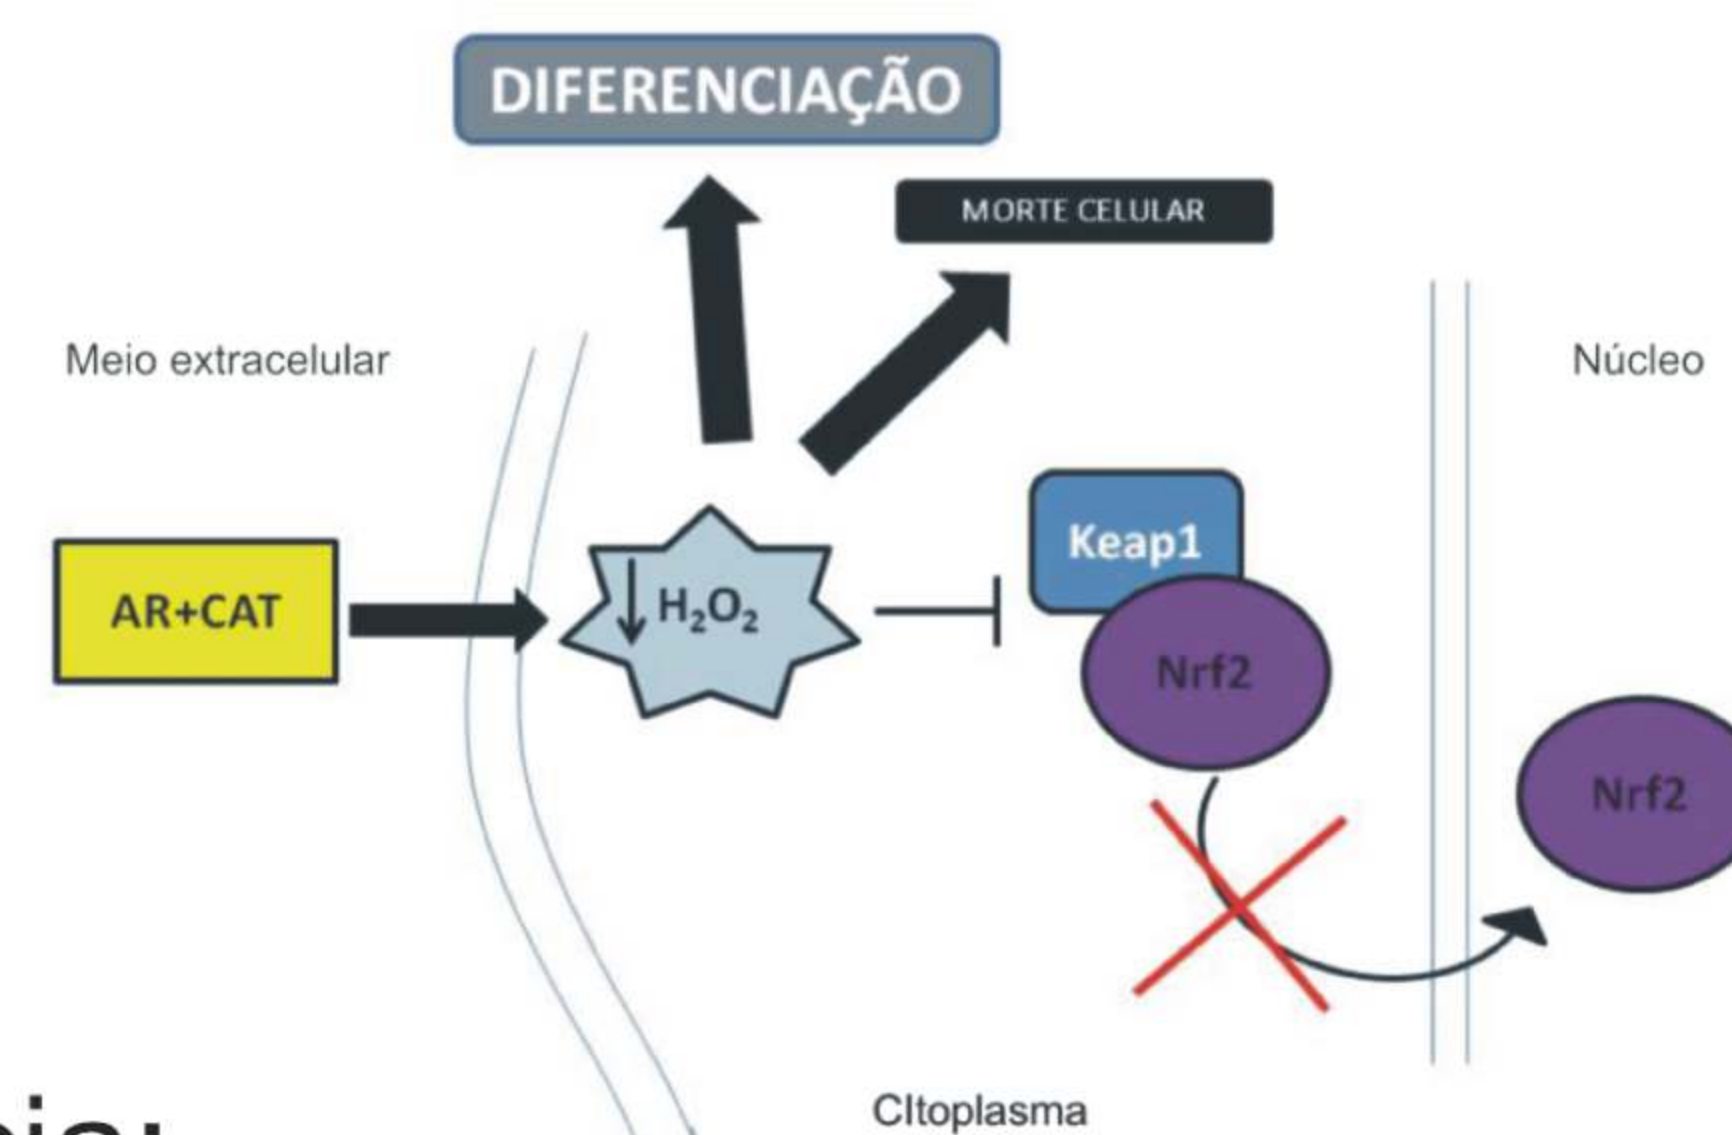 DIFERENCIAÇÃO
MORTE CELULAR
Meio extracelular
Núcleo
Keap1
AR+CAT
↓ H₂O₂
Nrf2
Nrf2
CItoplasma